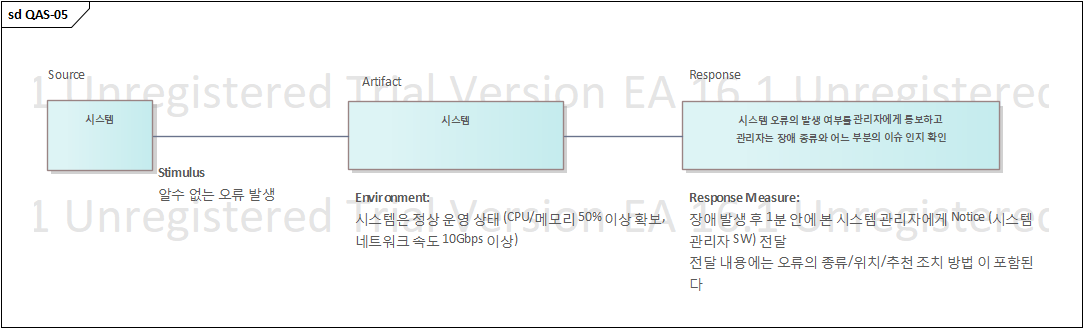 sd QAS-05
Source
Artifact
Response
1 Unregistered Trial Version EA 16.1 Unregistered
시스템
시스템
시스템 오류의 발생 여부를 관리자에게 통보하고
관리자는 장애 종류와 어느 부분의 이슈 인지 확인
Stimulus
알수 없는 오류 발생
Environment:
시스템은 정상 운영 상태 (CPU/메모리 50% 이상 확보,
네트워크 속도 10Gbps 이상)
Response Measure:
장애 발생 후 1분 안에 본 시스템 관리자에게 Notice (시스템
관리자 SW) 전달
전달 내용에는 오류의 종류/위치/추천 조치 방법 이 포함된
다
1 Unregistered Trial Version EA 16.1 Unregistered